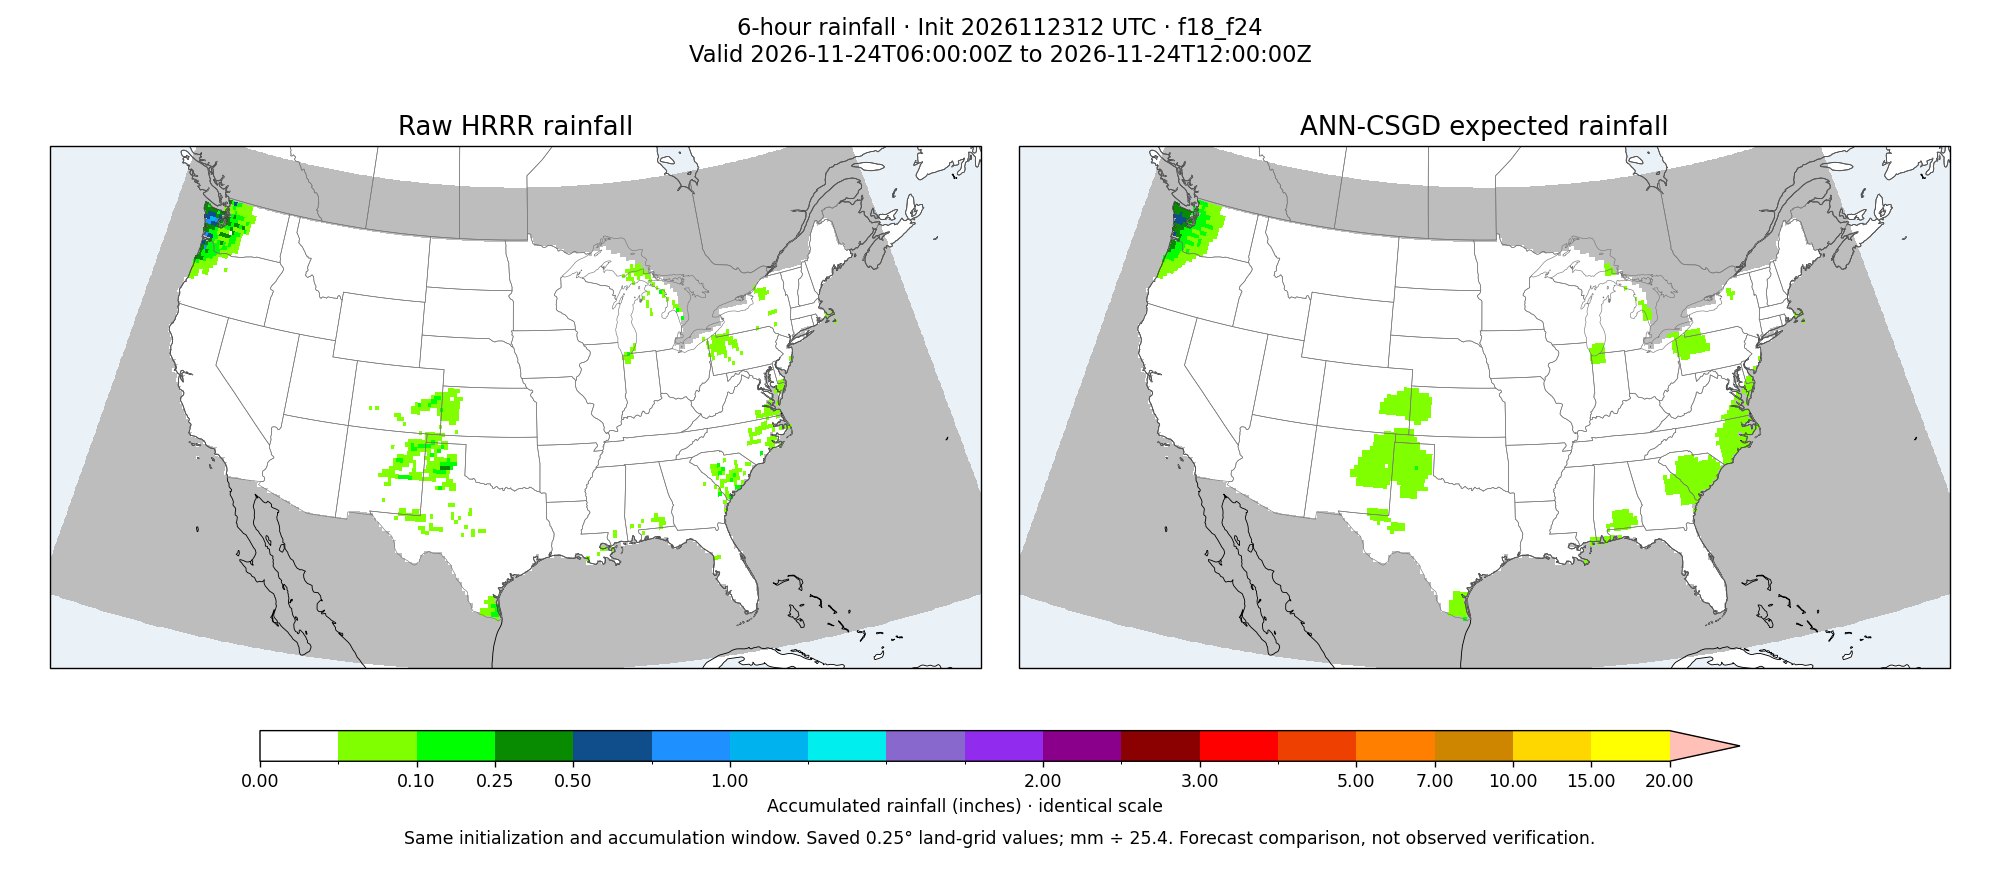 6-hour rainfall · Init 2026112312 UTC · f18_f24
Valid 2026-11-24T06:00:00Z to 2026-11-24T12:00:00Z
Raw HRRR rainfall
ANN-CSGD expected rainfall
0.00 0.10 0.25 0.50 1.00 2.00 3.00 5.00 7.00 10.00 15.00 20.00
Accumulated rainfall (inches) · identical scale
Same initialization and accumulation window. Saved 0.25° land-grid values; mm ÷ 25.4. Forecast comparison, not observed verification.